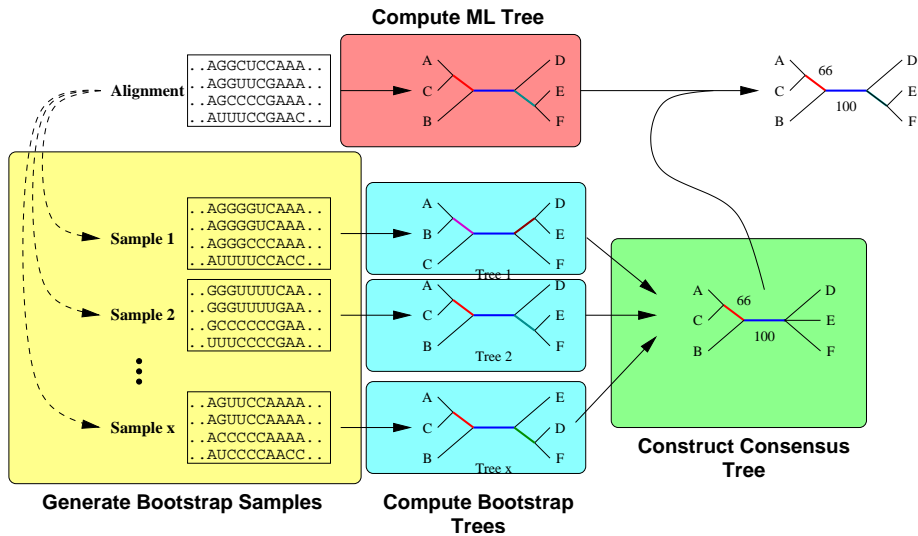 Compute ML Tree
Alignment
..AGGCUCCAAA..
..AGGUUCGAAA..
..AGCCCCGAAA..
..AUUUCCGAAC..
A
C
B
D
E
F
A
C
B
66
100
D
E
F
Sample 1
..AGGGGUCAAA..
..AGGGGUCAAA..
..AGGGCCCAAA..
..AUUUUCCACC..
A
B
C
D
E
F
Tree 1
Sample 2
..GGGUUUUCAA..
..GGGUUUUGAA..
..GCCCCCCGAA..
..UUUCCCCGAA..
A
C
B
D
E
F
Tree 2
Sample x
..AGUUCCAAAA..
..AGUUCCAAAA..
..ACCCCCAAAA..
..AUCCCCAACC..
A
C
B
E
D
F
Tree x
A
C
B
66
100
D
E
F
Generate Bootstrap Samples
Compute Bootstrap
Trees
Construct Consensus
Tree